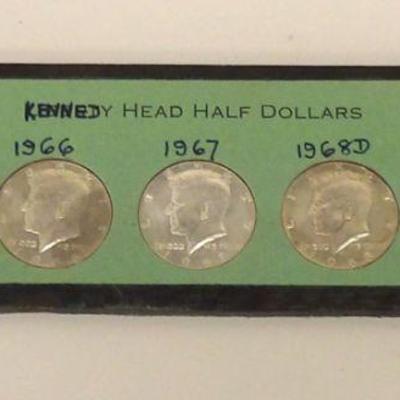 KENNEDY HEAD HALF DOLLARS
1966 1967 1968D